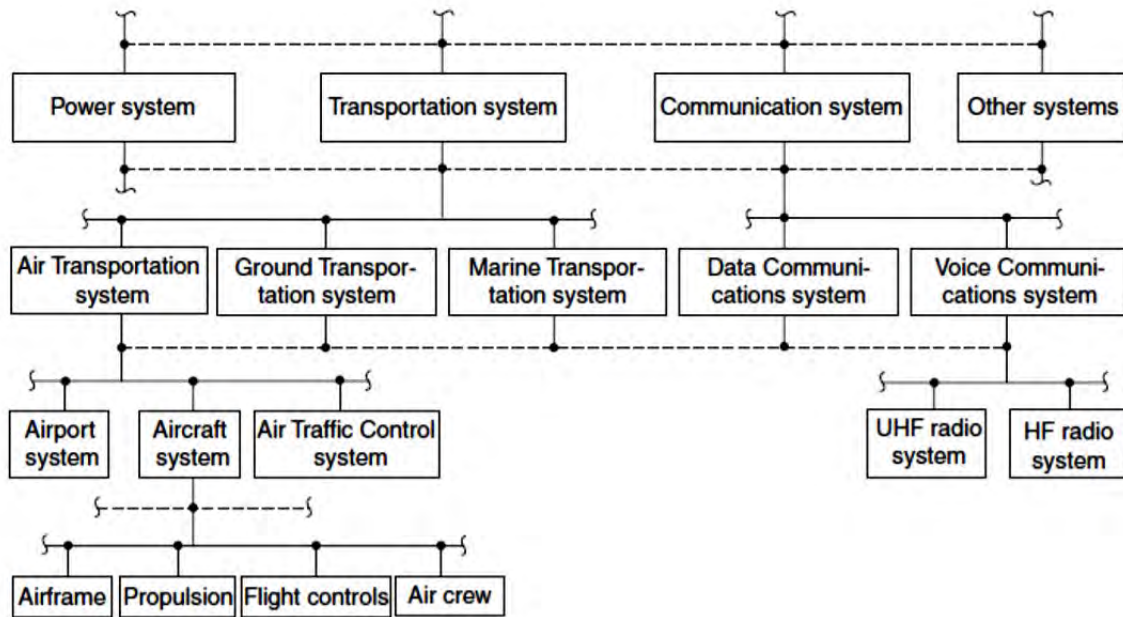 Power system
Transportation system
Communication system
Other systems
Air Transportation
system
Ground Transpor-
tation system
Marine Transpor-
tation system
Data Communi-
cations system
Voice Communi-
cations system
Airport
system
Aircraft
system
Air Traffic Control
system
UHF radio
system
HF radio
system
Airframe
Propulsion
Flight controls
Air crew